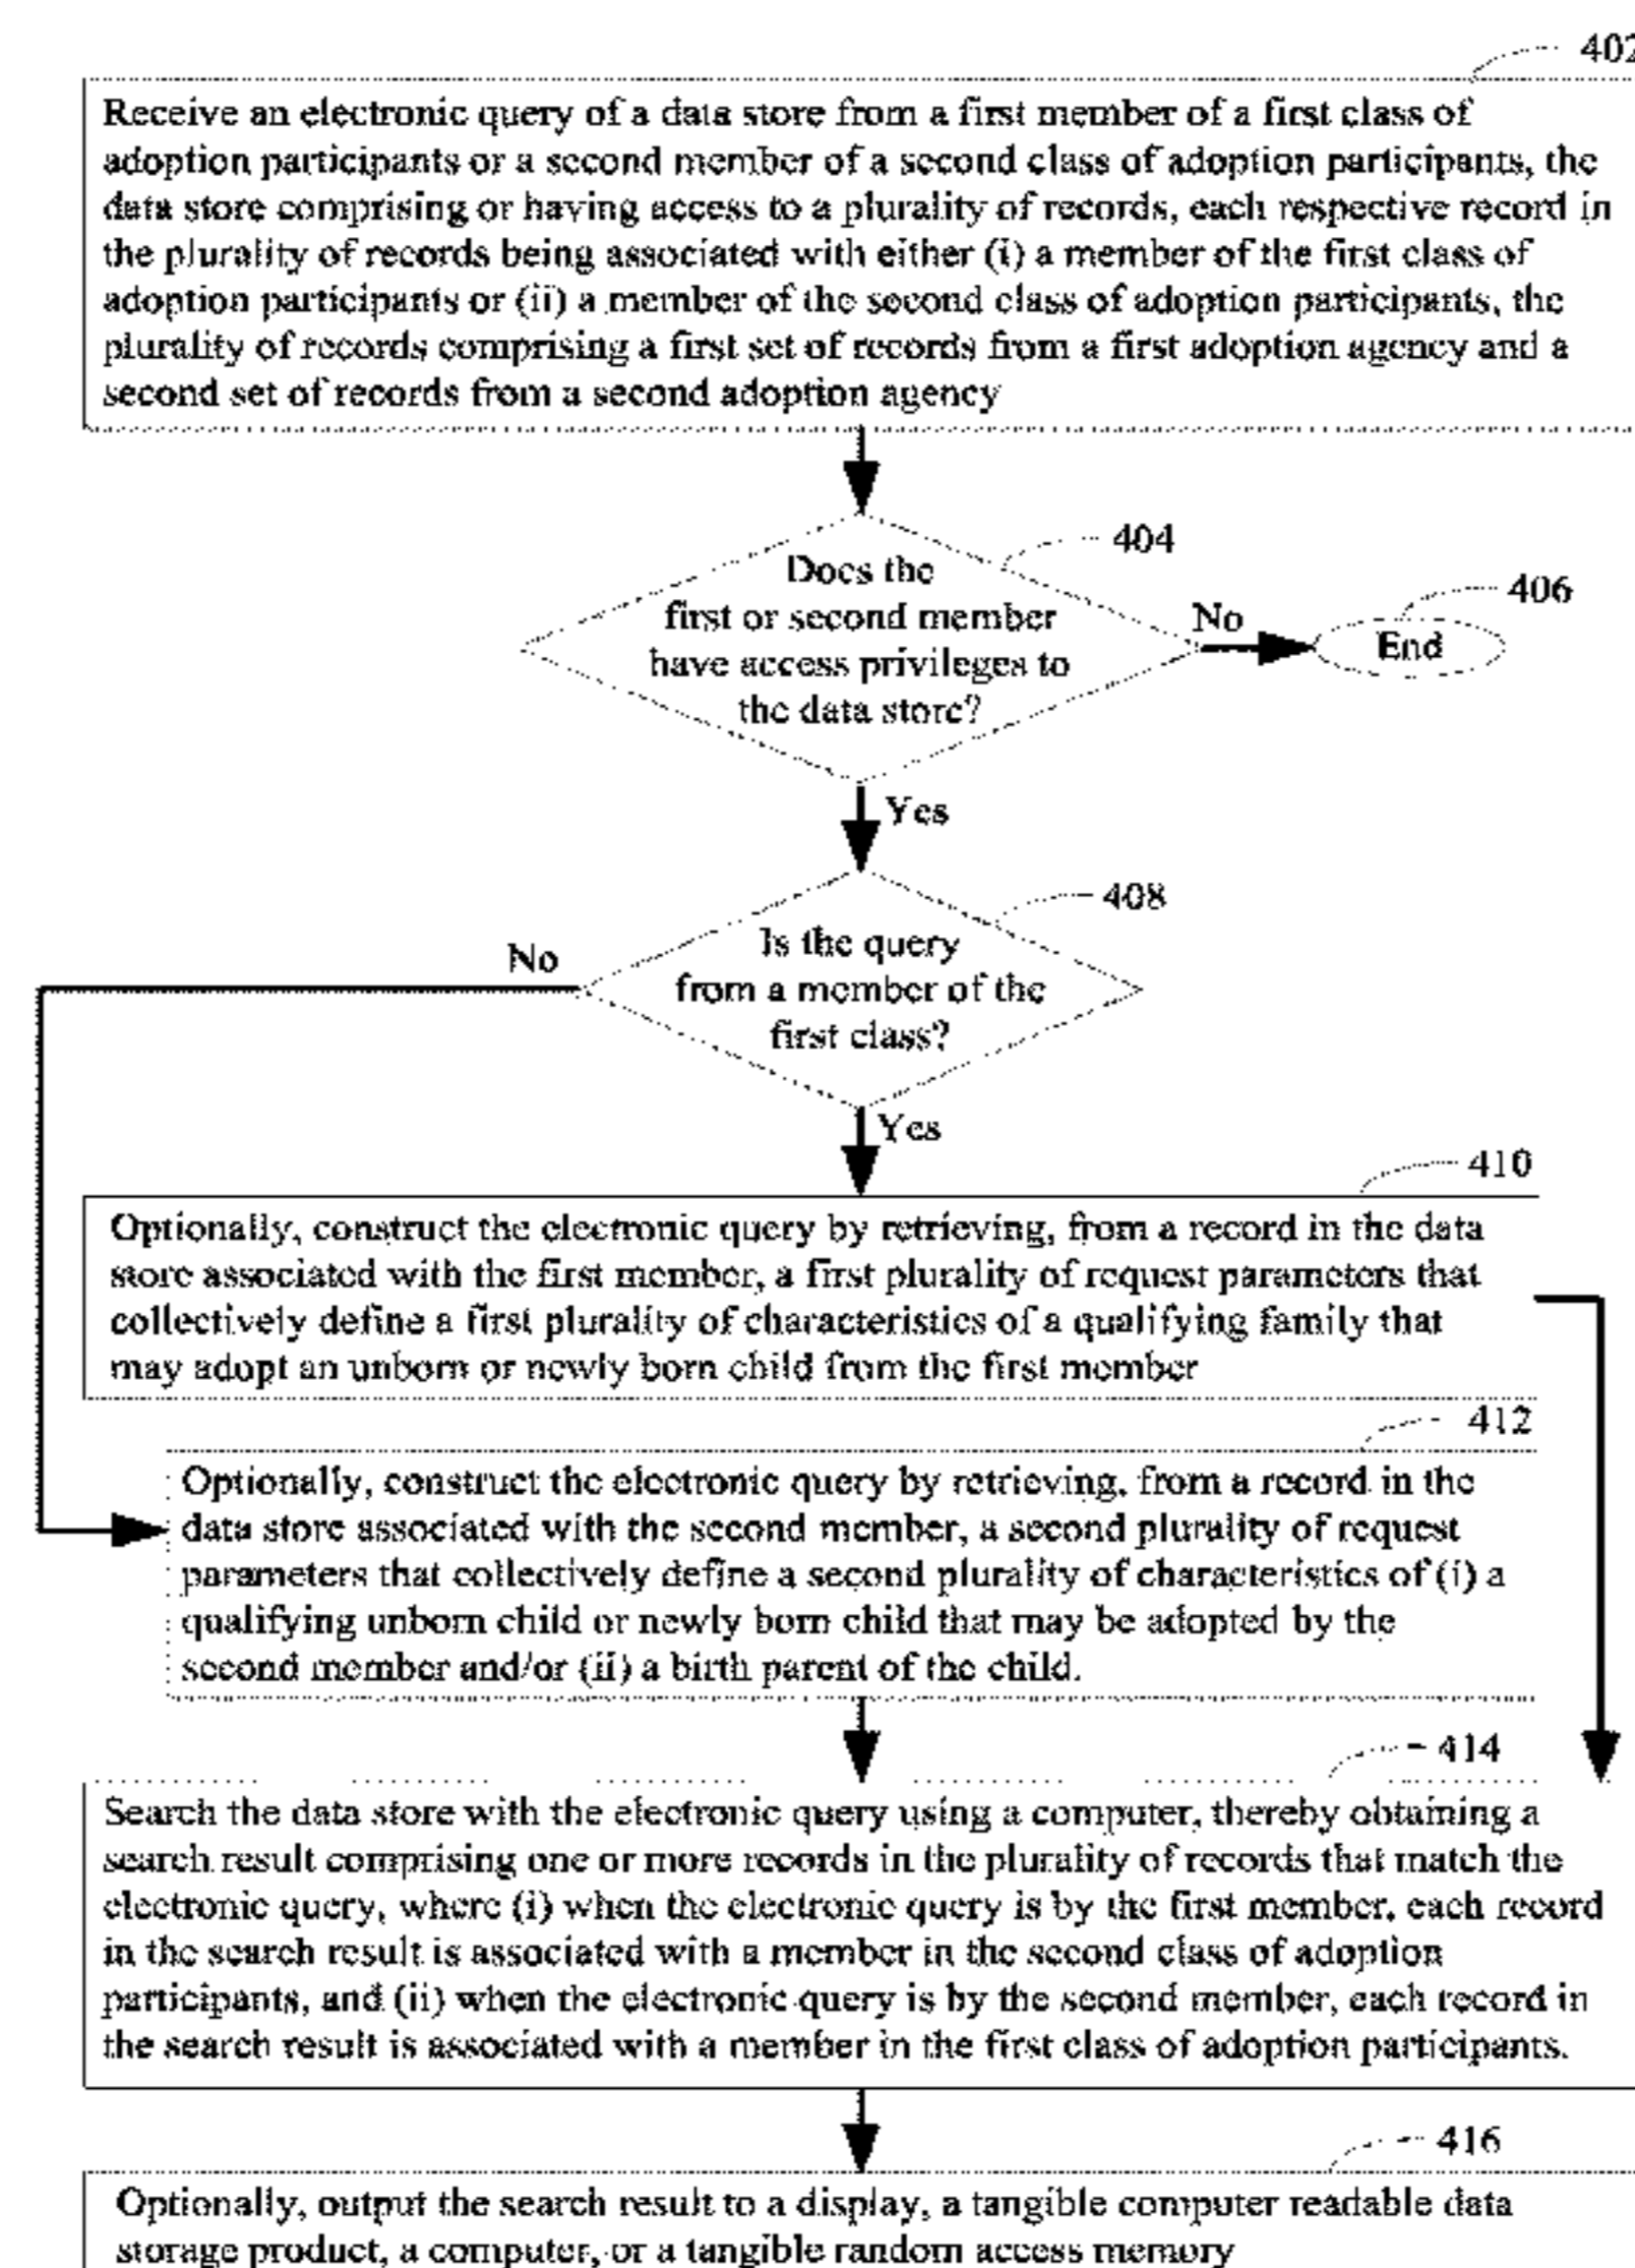 402
Receive an electronic query of a data store from a first member of a first class of
adoption participants or a second member of a second class of adoption participants, the
data store comprising or having access to a plurality of records, each respective record in
the plurality of records being associated with either (i) a member of the first class of
adoption participants or (ii) a member of the second class of adoption participants, the
plurality of records comprising a first set of records from a first adoption agency and a
second set of records from a second adoption agency
404
Does the
first or second member
have access privileges to
the data store?
406
No
End
Yes
408
Is the query
from a member of the
first class?
No
Yes
410
Optionally, construct the electronic query by retrieving, from a record in the data
store associated with the first member, a first plurality of request parameters that
collectively define a first plurality of characteristics of a qualifying family that
may adopt an unborn or newly born child from the first member
412
Optionally, construct the electronic query by retrieving, from a record in the
data store associated with the second member, a second plurality of request
parameters that collectively define a second plurality of characteristics of (i) a
qualifying unborn child or newly born child that may be adopted by the
second member and/or (ii) a birth parent of the child.
414
Search the data store with the electronic query using a computer, thereby obtaining a
search result comprising one or more records in the plurality of records that match the
electronic query, where (i) when the electronic query is by the first member, each record
in the search result is associated with a member in the second class of adoption
participants, and (ii) when the electronic query is by the second member, each record in
the search result is associated with a member in the first class of adoption participants.
416
Optionally, output the search result to a display, a tangible computer readable data
storage product, a computer, or a tangible random access memory